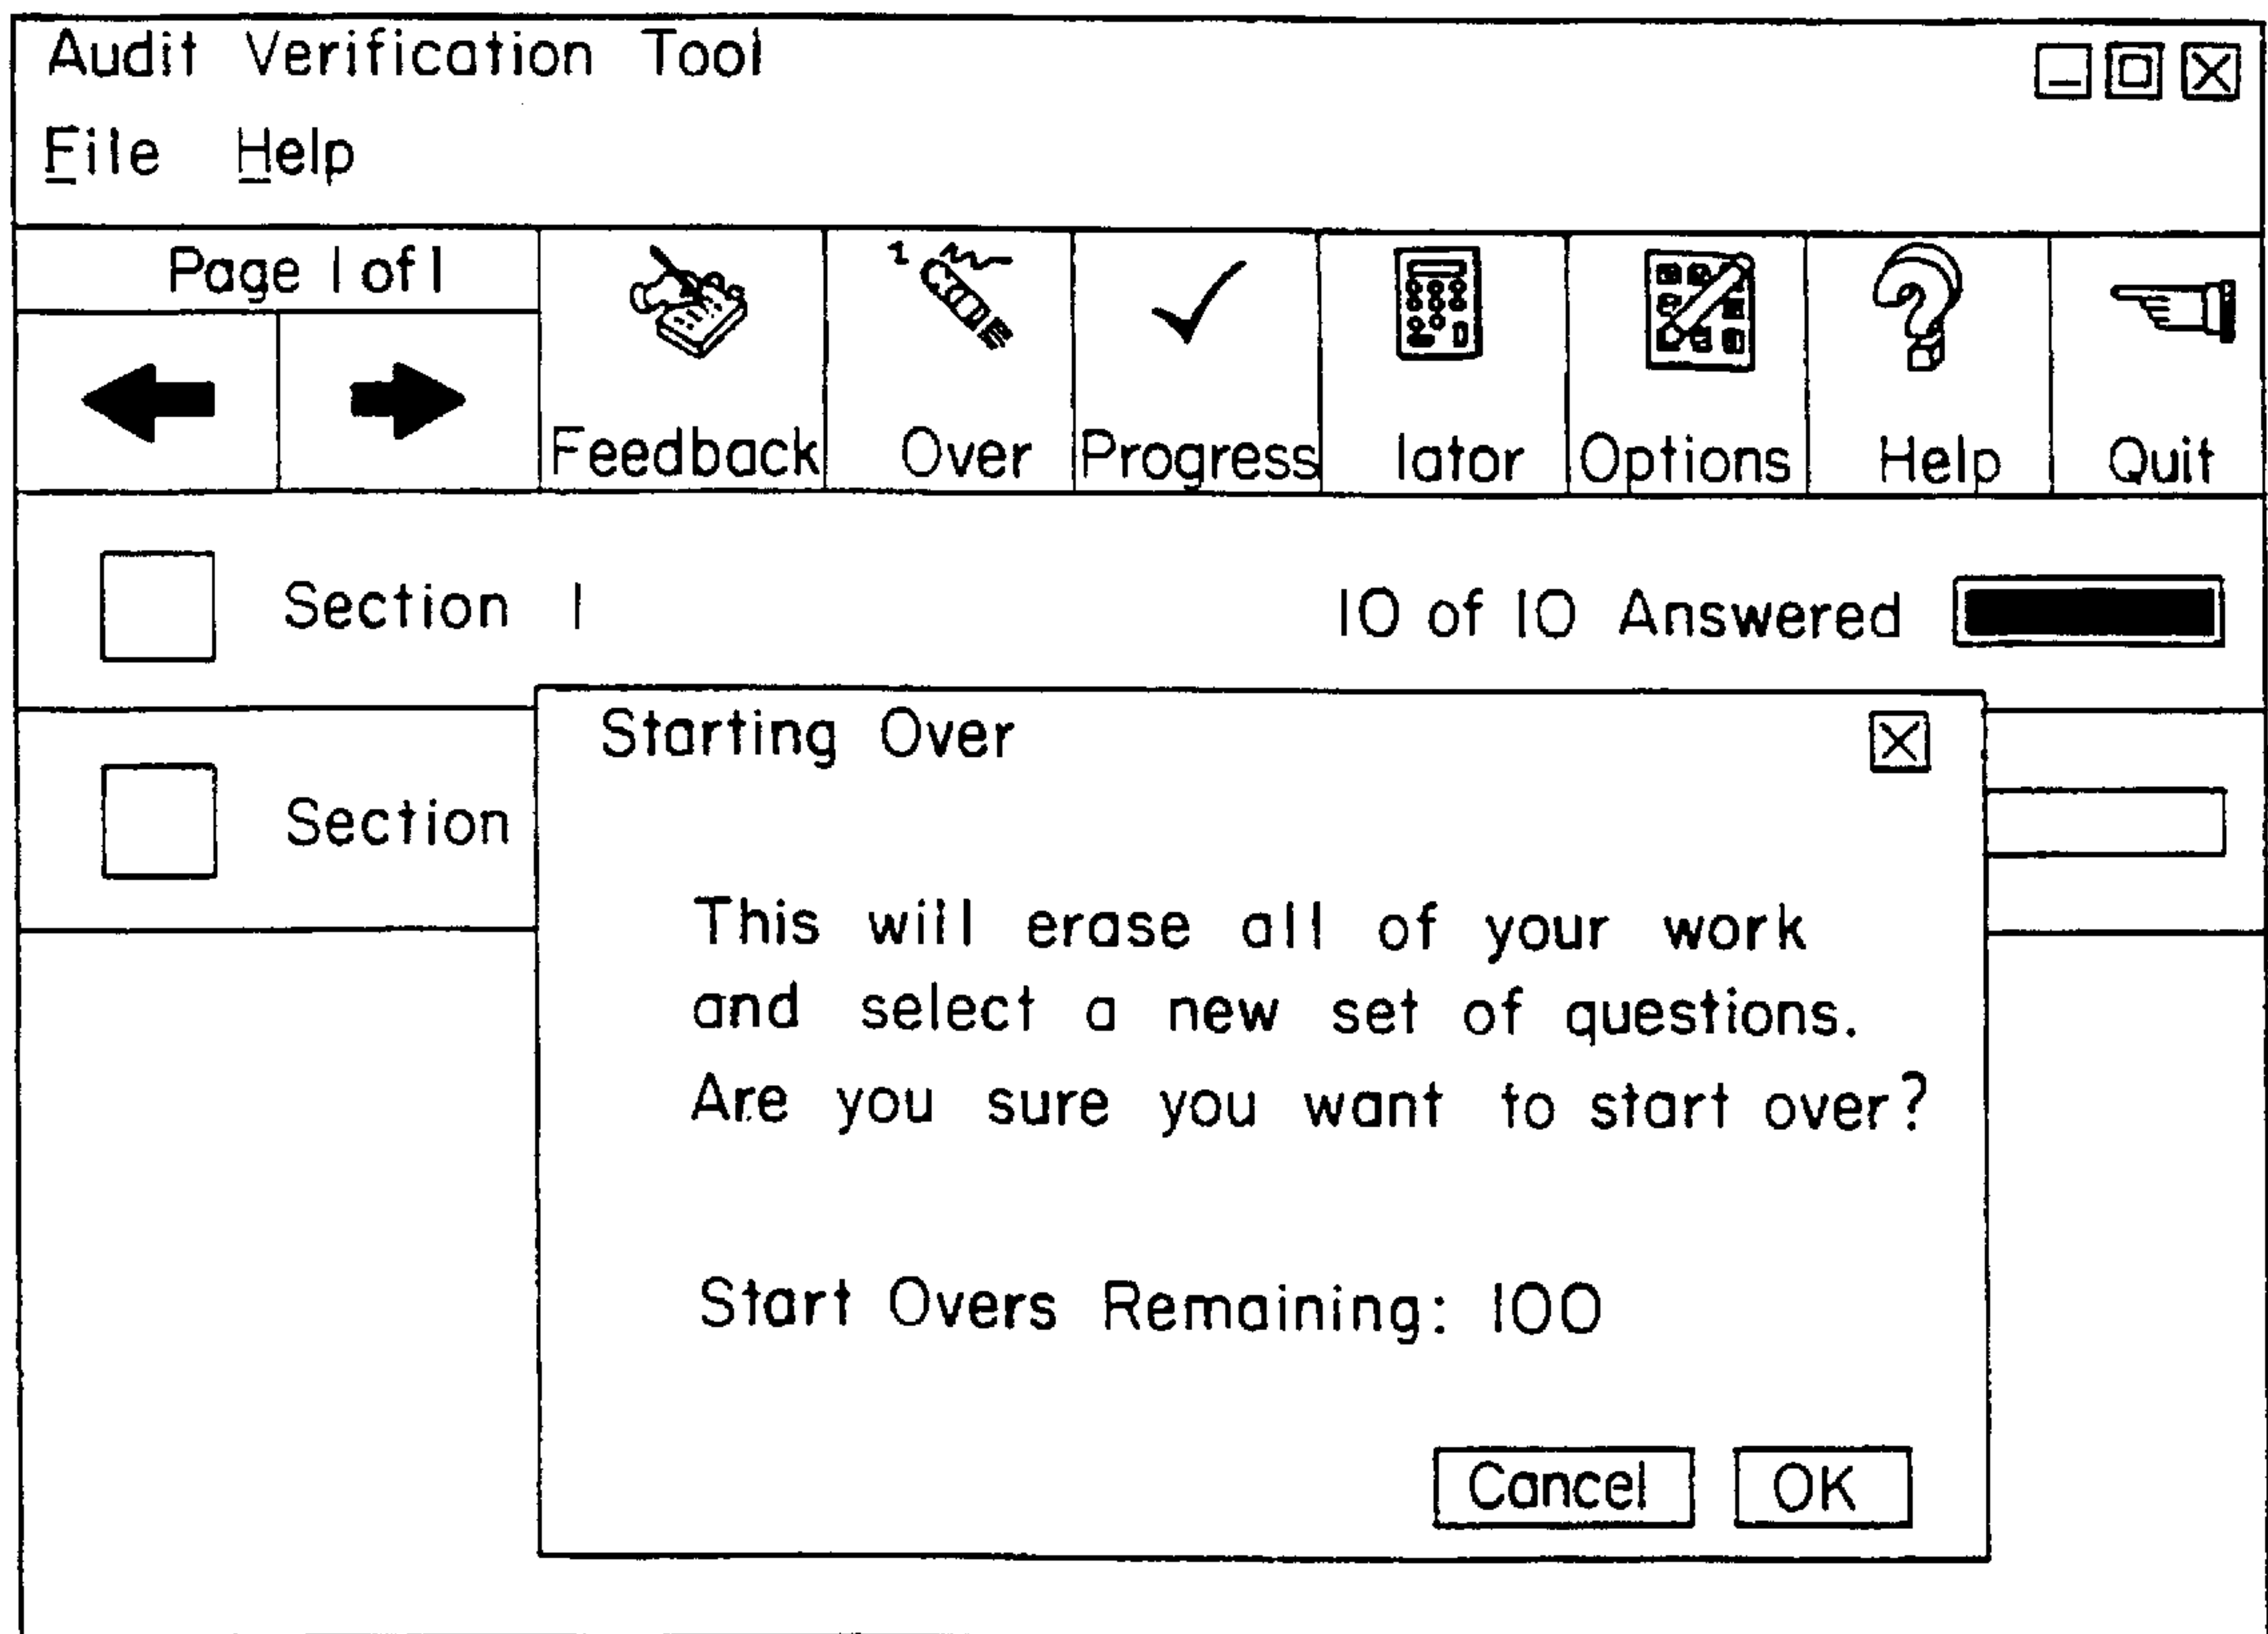 Audit Verification Tool
File Help
Page 1 of 1
Feedback Over Progress lator Options Help Quit
Section 1 10 of 10 Answered
Section
Starting Over
This will erase all of your work
and select a new set of questions.
Are you sure you want to start over?
Start Overs Remaining: 100
Cancel OK